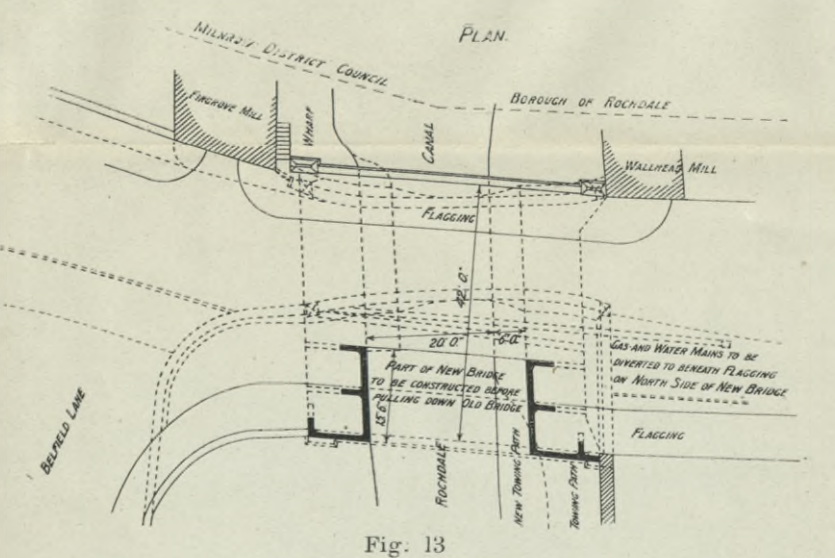 PLAN.
MILNROW DISTRICT COUNCIL
BOROUGH OF ROCHDALE
FIRGROVE MILL
WHARF
CANAL
WALLHEAD MILL
FLAGGING
42'. 0."
20' 0."
6'.0."
GAS AND WATER MAINS TO BE
DIVERTED TO BENEATH FLAGGING
ON NORTH SIDE OF NEW BRIDGE
PART OF NEW BRIDGE
TO BE CONSTRUCTED BEFORE
PULLING DOWN OLD BRIDGE
15'6"
FLAGGING
BELFIELD LANE
ROCHDALE
NEW TOWING PATH
TOWING PATH
Fig. 13